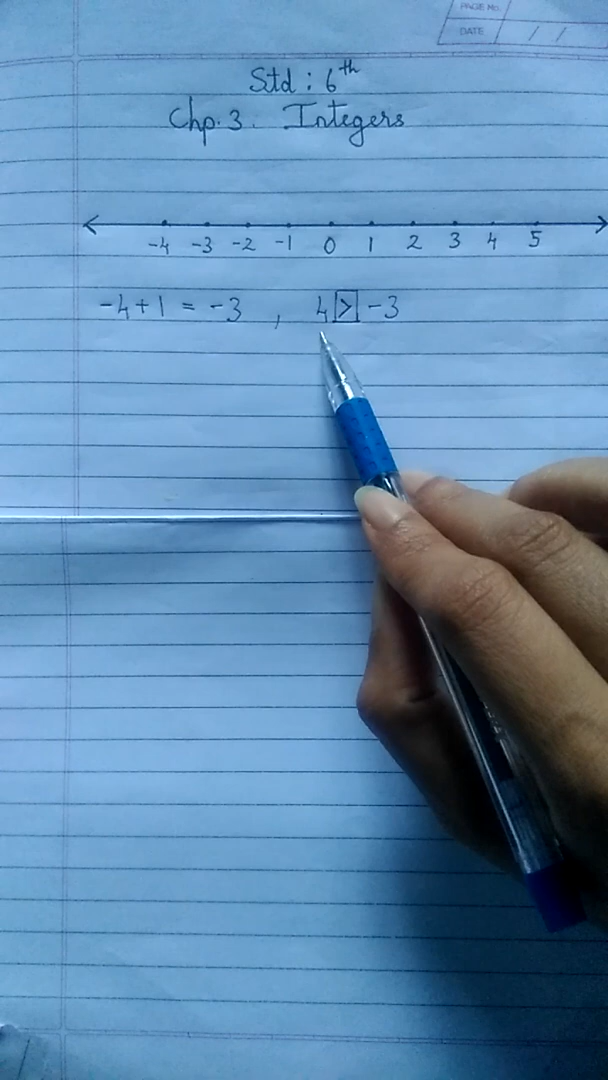 PAGE No.
DATE / /
Std : 6th
Chp. 3. Integers
-4 -3 -2 -1 0 1 2 3 4 5
-4+1 = -3 , 4 > -3